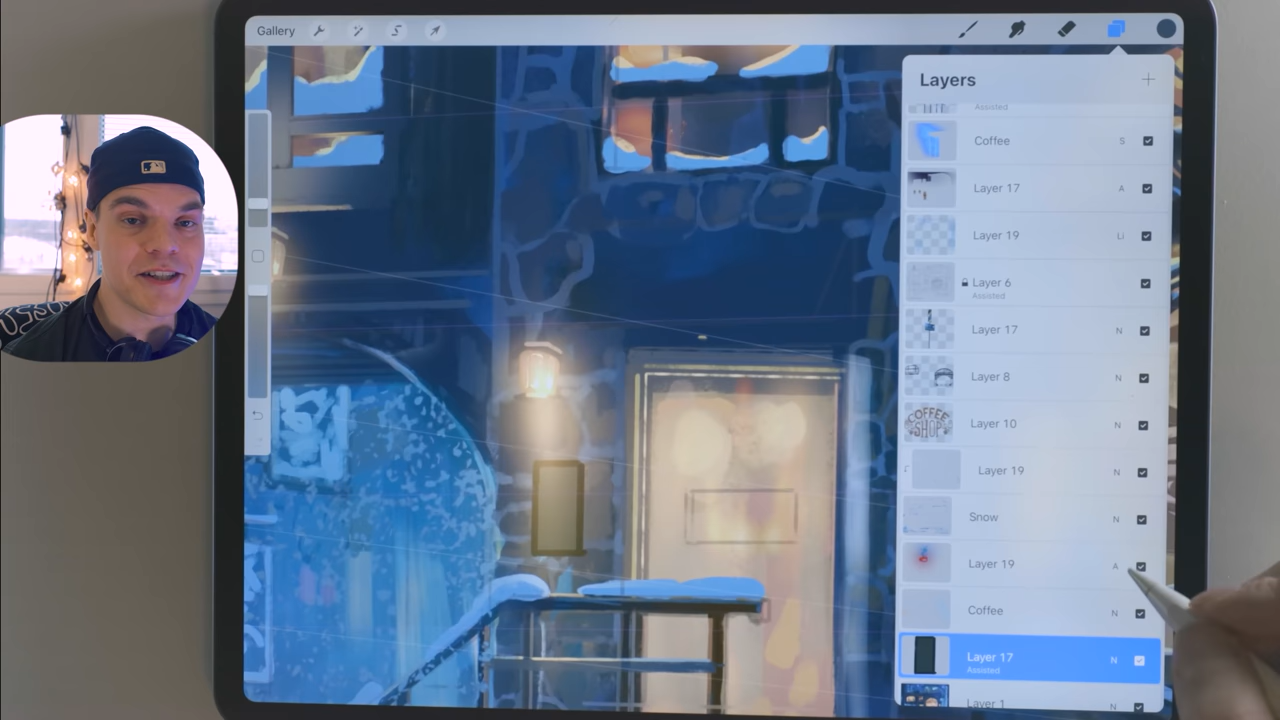 Gallery
Layers
Assisted
Coffee S
Layer 17 A
Layer 19 Li
Layer 6
Assisted
Layer 17 N
Layer 8 N
COFFEE
SHOP
Layer 10 N
Layer 19 N
Snow N
Layer 19 A
Coffee N
Layer 17 N
Assisted
Layer 1 N